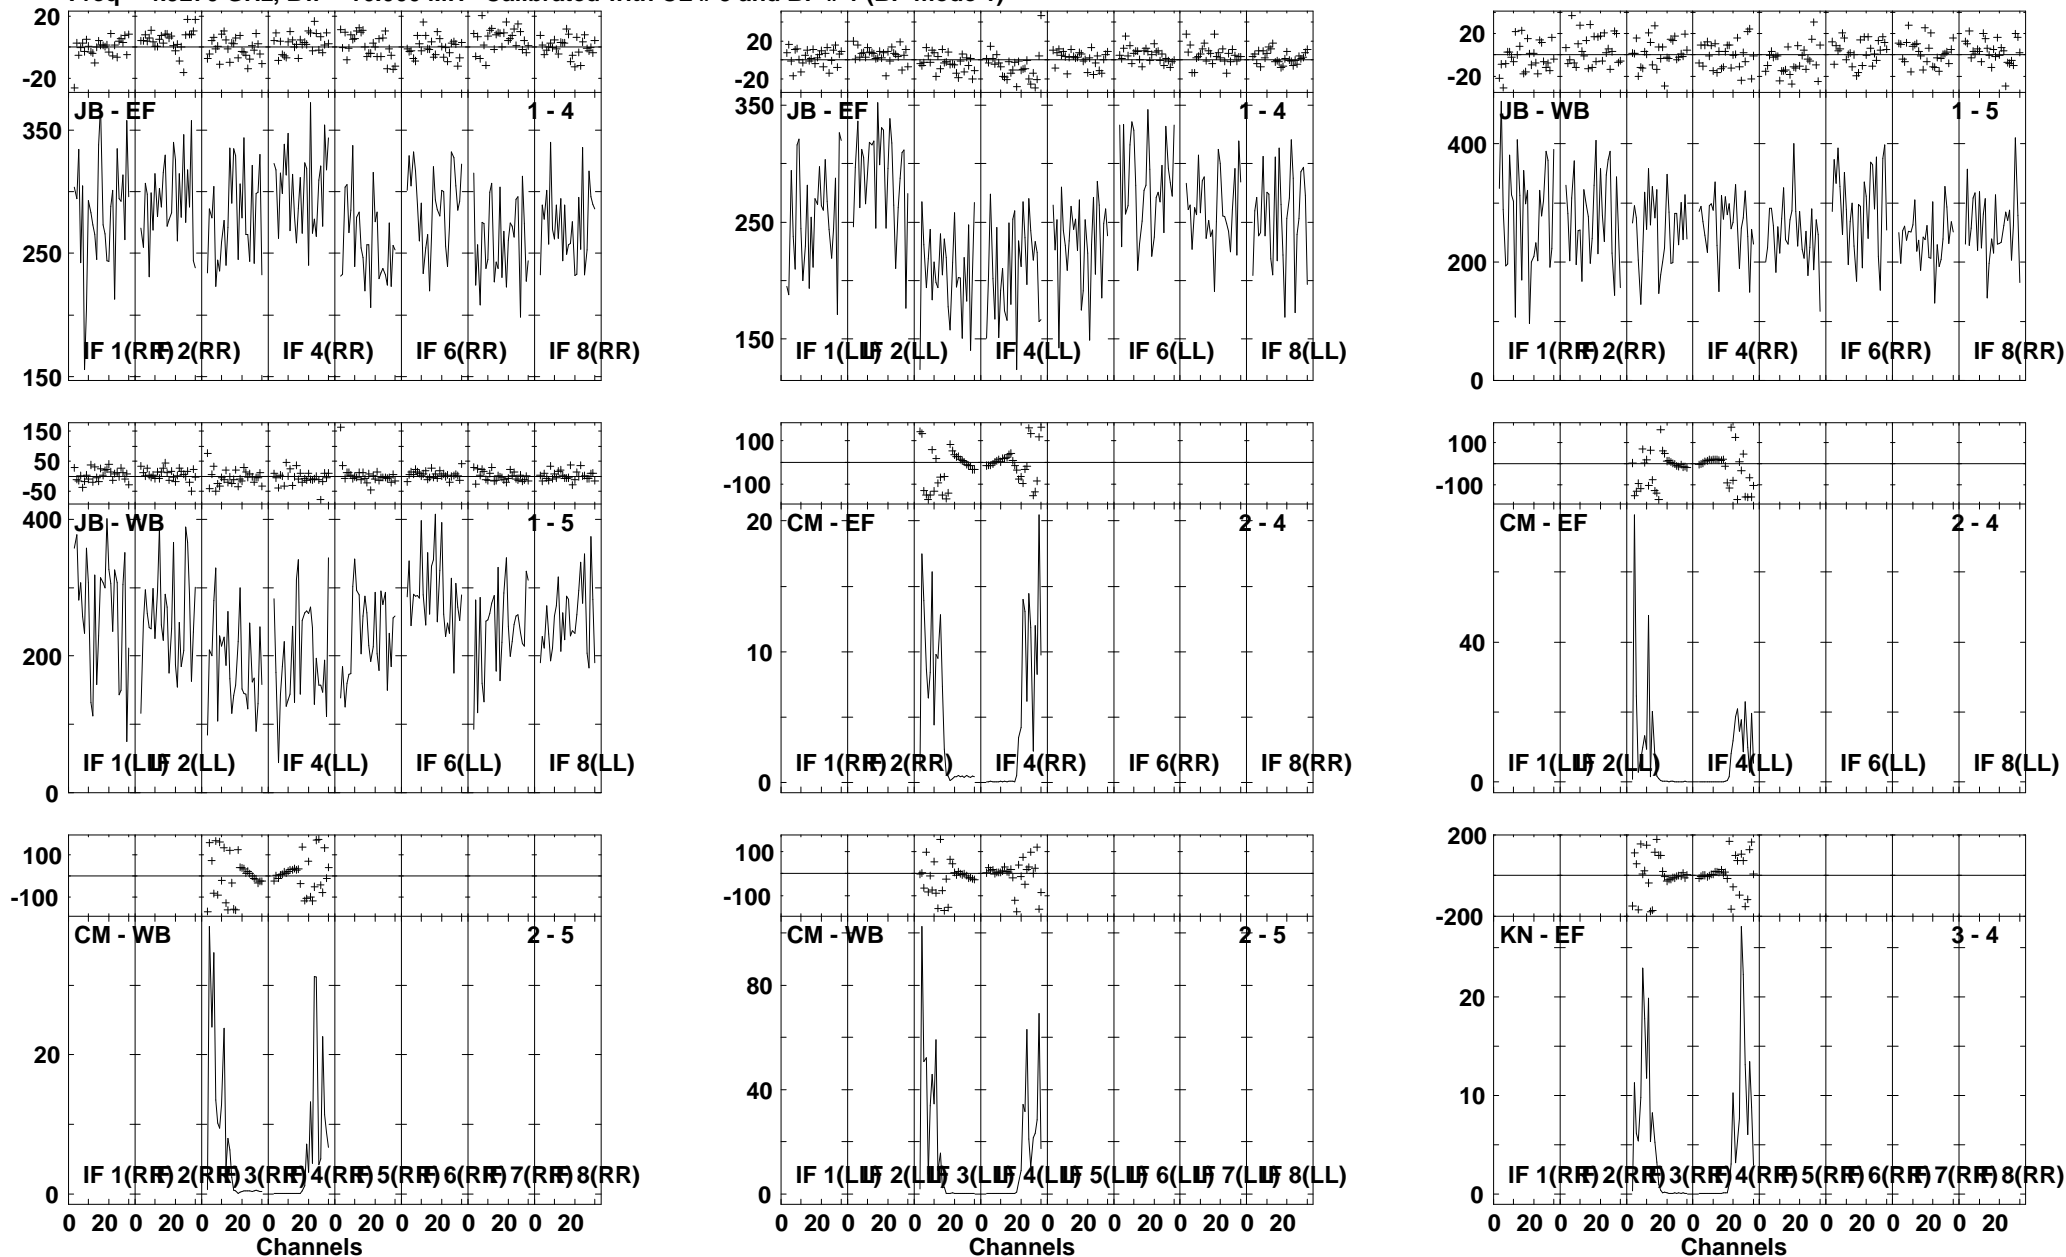 20
-20
JB - EF 1 - 4
350
250
150
IF 1(RR) IF 2(RR) IF 4(RR) IF 6(RR) IF 8(RR)
20
-20
JB - EF 1 - 4
350
250
150
IF 1(LL) IF 2(LL) IF 4(LL) IF 6(LL) IF 8(LL)
20
-20
JB - WB 1 - 5
400
200
0
IF 1(RR) IF 2(RR) IF 4(RR) IF 6(RR) IF 8(RR)
150
50
-50
JB - WB 1 - 5
400
200
0
IF 1(LL) IF 2(LL) IF 4(LL) IF 6(LL) IF 8(LL)
100
-100
CM - EF 2 - 4
20
10
0
IF 1(RR) IF 2(RR) IF 4(RR) IF 6(RR) IF 8(RR)
100
-100
CM - EF 2 - 4
40
0
IF 1(LL) IF 2(LL) IF 4(LL) IF 6(LL) IF 8(LL)
100
-100
CM - WB 2 - 5
20
0
IF 1(RR) IF 2(RR) IF 3(RR) IF 4(RR) IF 5(RR) IF 6(RR) IF 7(RR) IF 8(RR)
0 20 0 20 0 20 0 20 0 20 0 20 0 20 0 20
Channels
100
-100
CM - WB 2 - 5
80
40
0
IF 1(LL) IF 2(LL) IF 3(LL) IF 4(LL) IF 5(LL) IF 6(LL) IF 7(LL) IF 8(LL)
0 20 0 20 0 20 0 20 0 20 0 20 0 20 0 20
Channels
200
-200
KN - EF 3 - 4
20
10
0
IF 1(RR) IF 2(RR) IF 3(RR) IF 4(RR) IF 5(RR) IF 6(RR) IF 7(RR) IF 8(RR)
0 20 0 20 0 20 0 20 0 20 0 20 0 20 0 20
Channels